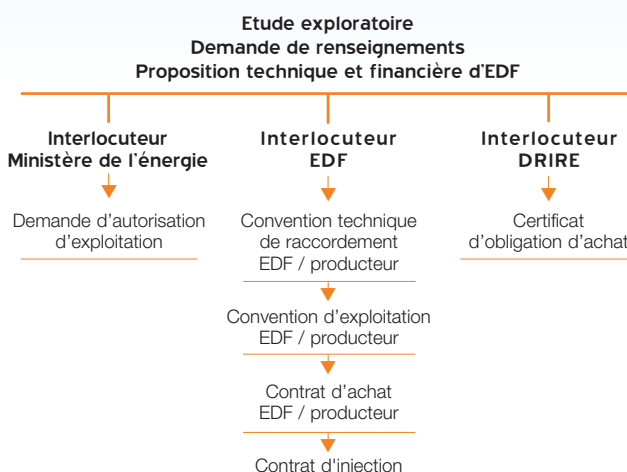 Etude exploratoire
Demande de renseignements
Proposition technique et financière d'EDF
Interlocuteur
Ministère de l'énergie
Demande d'autorisation
d'exploitation
Interlocuteur
EDF
Convention technique
de raccordement
EDF / producteur
Convention d'exploitation
EDF / producteur
Contrat d'achat
EDF / producteur
Contrat d'injection
Interlocuteur
DRIRE
Certificat
d'obligation d'achat